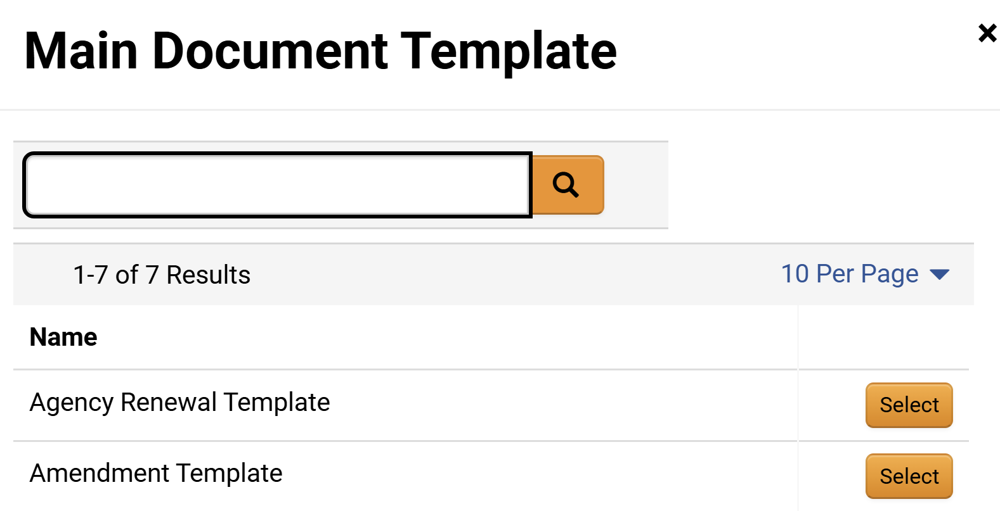 Main Document Template
1-7 of 7 Results
10 Per Page
Name
Agency Renewal Template
Select
Amendment Template
Select